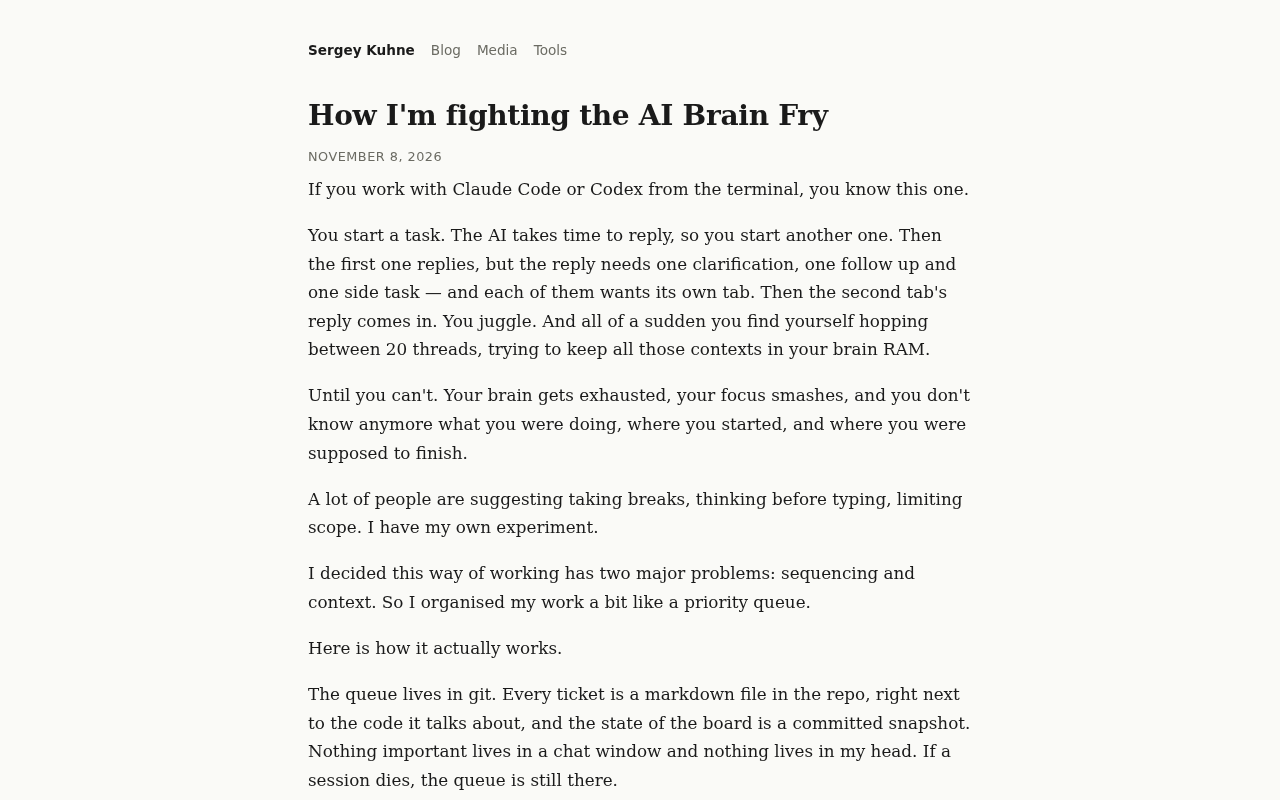 Sergey Kuhne Blog Media Tools
How I'm fighting the AI Brain Fry
NOVEMBER 8, 2026
If you work with Claude Code or Codex from the terminal, you know this one.
You start a task. The AI takes time to reply, so you start another one. Then
the first one replies, but the reply needs one clarification, one follow up and
one side task — and each of them wants its own tab. Then the second tab's
reply comes in. You juggle. And all of a sudden you find yourself hopping
between 20 threads, trying to keep all those contexts in your brain RAM.
Until you can't. Your brain gets exhausted, your focus smashes, and you don't
know anymore what you were doing, where you started, and where you were
supposed to finish.
A lot of people are suggesting taking breaks, thinking before typing, limiting
scope. I have my own experiment.
I decided this way of working has two major problems: sequencing and
context. So I organised my work a bit like a priority queue.
Here is how it actually works.
The queue lives in git. Every ticket is a markdown file in the repo, right next
to the code it talks about, and the state of the board is a committed snapshot.
Nothing important lives in a chat window and nothing lives in my head. If a
session dies, the queue is still there.